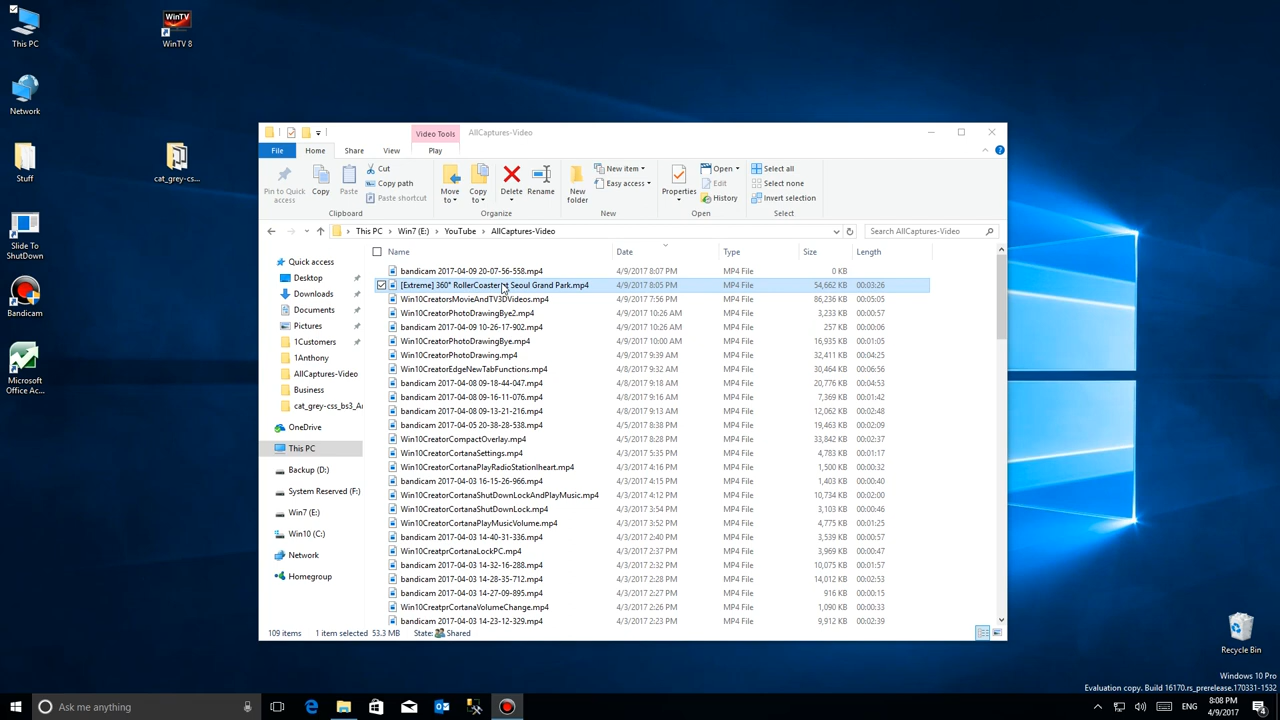 This PC
WinTV
WinTV 8
Network
Stuff
cat_grey-cs...
Slide To
ShutDown
Bandicam
Microsoft
Office Ac...
Video Tools
AllCaptures-Video
File
Home
Share
View
Play
Pin to Quick
access
Copy
Paste
Cut
Copy path
Paste shortcut
Clipboard
Move
to
Copy
to
Delete
Rename
Organize
New
folder
New item
Easy access
New
Properties
Open
Edit
History
Open
Select all
Select none
Invert selection
Select
This PC > Win7 (E:) > YouTube > AllCaptures-Video
Search AllCaptures-Video
Quick access
Desktop
Downloads
Documents
Pictures
1Customers
1Anthony
AllCaptures-Video
Business
cat_grey-css_bs3_A
OneDrive
This PC
Backup (D:)
System Reserved (F:)
Win7 (E:)
Win10 (C:)
Network
Homegroup
Name Date Type Size Length
bandicam 2017-04-09 20-07-56-558.mp4 4/9/2017 8:07 PM MP4 File 0 KB
[Extreme] 360° RollerCoaster at Seoul Grand Park.mp4 4/9/2017 8:05 PM MP4 File 54,662 KB 00:03:26
Win10CreatorsMovieAndTV3DVideos.mp4 4/9/2017 7:56 PM MP4 File 86,236 KB 00:05:05
Win10CreatorPhotoDrawingBye2.mp4 4/9/2017 10:26 AM MP4 File 3,233 KB 00:00:57
bandicam 2017-04-09 10-26-17-902.mp4 4/9/2017 10:26 AM MP4 File 257 KB 00:00:06
Win10CreatorPhotoDrawingBye.mp4 4/9/2017 10:00 AM MP4 File 16,935 KB 00:01:05
Win10CreatorPhotoDrawing.mp4 4/9/2017 9:39 AM MP4 File 32,411 KB 00:04:25
Win10CreatorEdgeNewTabFunctions.mp4 4/8/2017 9:32 AM MP4 File 30,464 KB 00:06:56
bandicam 2017-04-08 09-18-44-047.mp4 4/8/2017 9:18 AM MP4 File 20,776 KB 00:04:53
bandicam 2017-04-08 09-16-11-076.mp4 4/8/2017 9:16 AM MP4 File 7,369 KB 00:01:42
bandicam 2017-04-08 09-13-21-216.mp4 4/8/2017 9:13 AM MP4 File 12,062 KB 00:02:48
bandicam 2017-04-05 20-38-28-538.mp4 4/5/2017 8:38 PM MP4 File 19,463 KB 00:02:09
Win10CreatorCompactOverlay.mp4 4/5/2017 8:28 PM MP4 File 33,842 KB 00:02:37
Win10CreatorCortanaSettings.mp4 4/3/2017 5:35 PM MP4 File 4,783 KB 00:01:17
Win10CreatorCortanaPlayRadioStationIheart.mp4 4/3/2017 4:16 PM MP4 File 1,500 KB 00:00:32
bandicam 2017-04-03 16-15-26-966.mp4 4/3/2017 4:15 PM MP4 File 1,403 KB 00:00:40
Win10CreatorCortanaShutDownLockAndPlayMusic.mp4 4/3/2017 4:12 PM MP4 File 10,734 KB 00:02:00
Win10CreatorCortanaShutDownLock.mp4 4/3/2017 3:54 PM MP4 File 3,103 KB 00:00:46
Win10CreatorCortanaPlayMusicVolume.mp4 4/3/2017 3:52 PM MP4 File 4,775 KB 00:01:25
bandicam 2017-04-03 14-40-31-336.mp4 4/3/2017 2:40 PM MP4 File 3,539 KB 00:00:57
Win10CreatprCortanaLockPC.mp4 4/3/2017 2:37 PM MP4 File 3,969 KB 00:00:47
bandicam 2017-04-03 14-32-16-288.mp4 4/3/2017 2:32 PM MP4 File 10,075 KB 00:01:57
bandicam 2017-04-03 14-28-35-712.mp4 4/3/2017 2:28 PM MP4 File 14,012 KB 00:02:53
bandicam 2017-04-03 14-27-09-895.mp4 4/3/2017 2:27 PM MP4 File 916 KB 00:00:15
Win10CreatprCortanaVolumeChange.mp4 4/3/2017 2:26 PM MP4 File 1,090 KB 00:00:33
bandicam 2017-04-03 14-23-12-329.mp4 4/3/2017 2:23 PM MP4 File 9,912 KB 00:02:39
109 items 1 item selected 53.3 MB State: Shared
Recycle Bin
Windows 10 Pro
Evaluation copy. Build 16170.rs_prerelease.170331-1532
Ask me anything
ENG
8:08 PM
4/9/2017
4